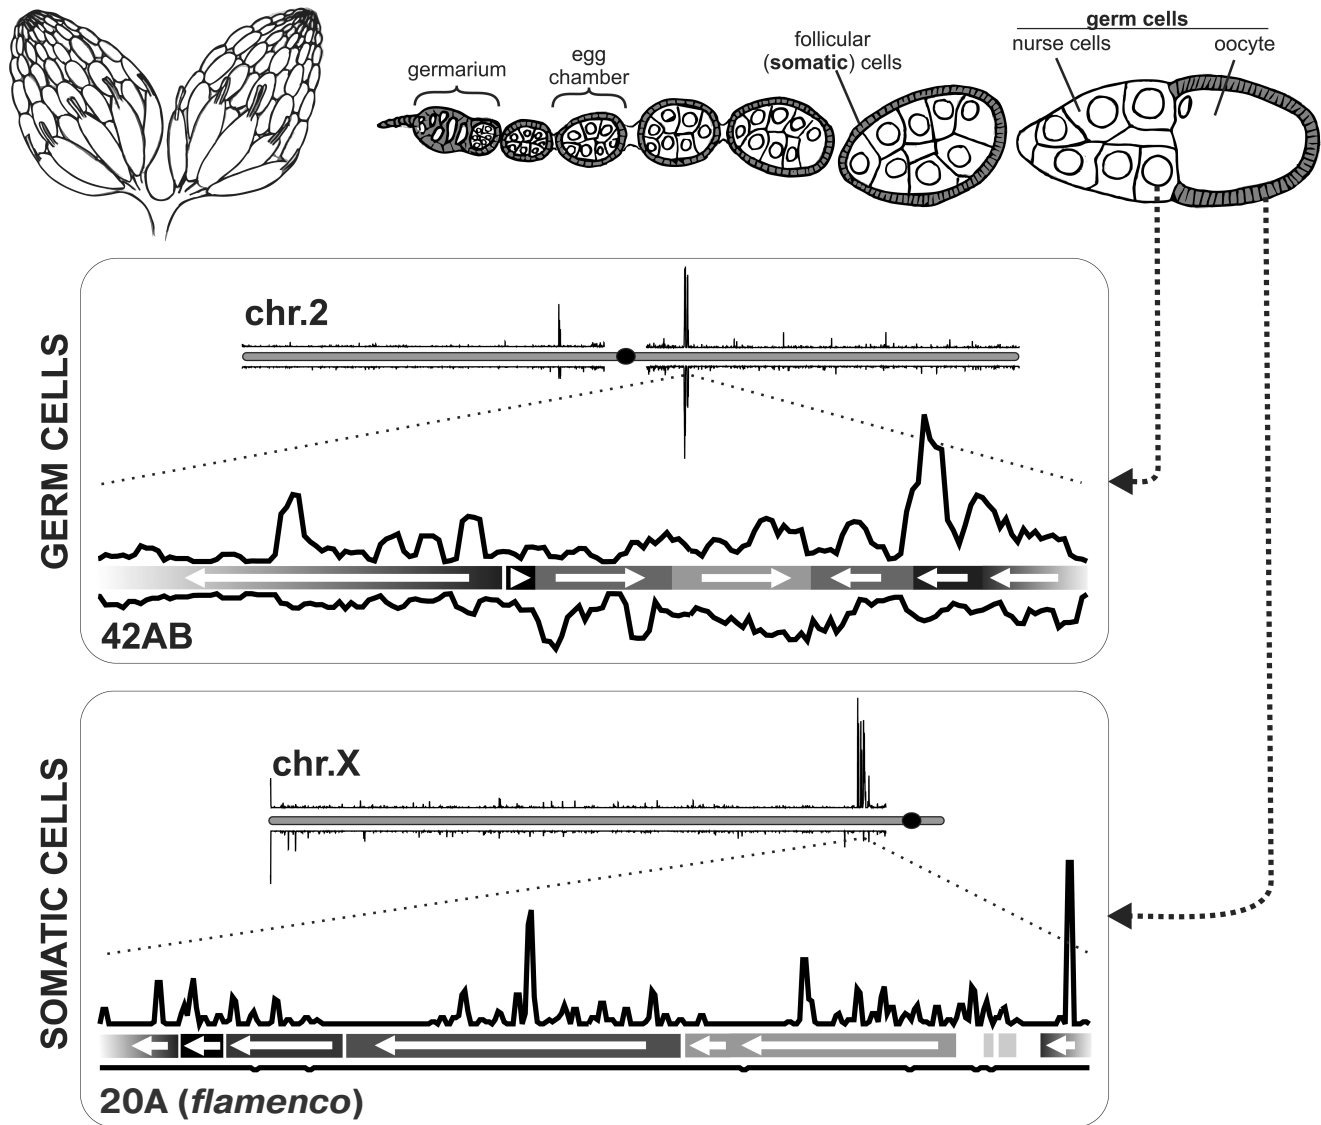 germ cells
nurse cells
oocyte
follicular
(somatic) cells
egg
chamber
germarium
GERM CELLS
chr.2
42AB
SOMATIC CELLS
chr.X
20A (flamenco)